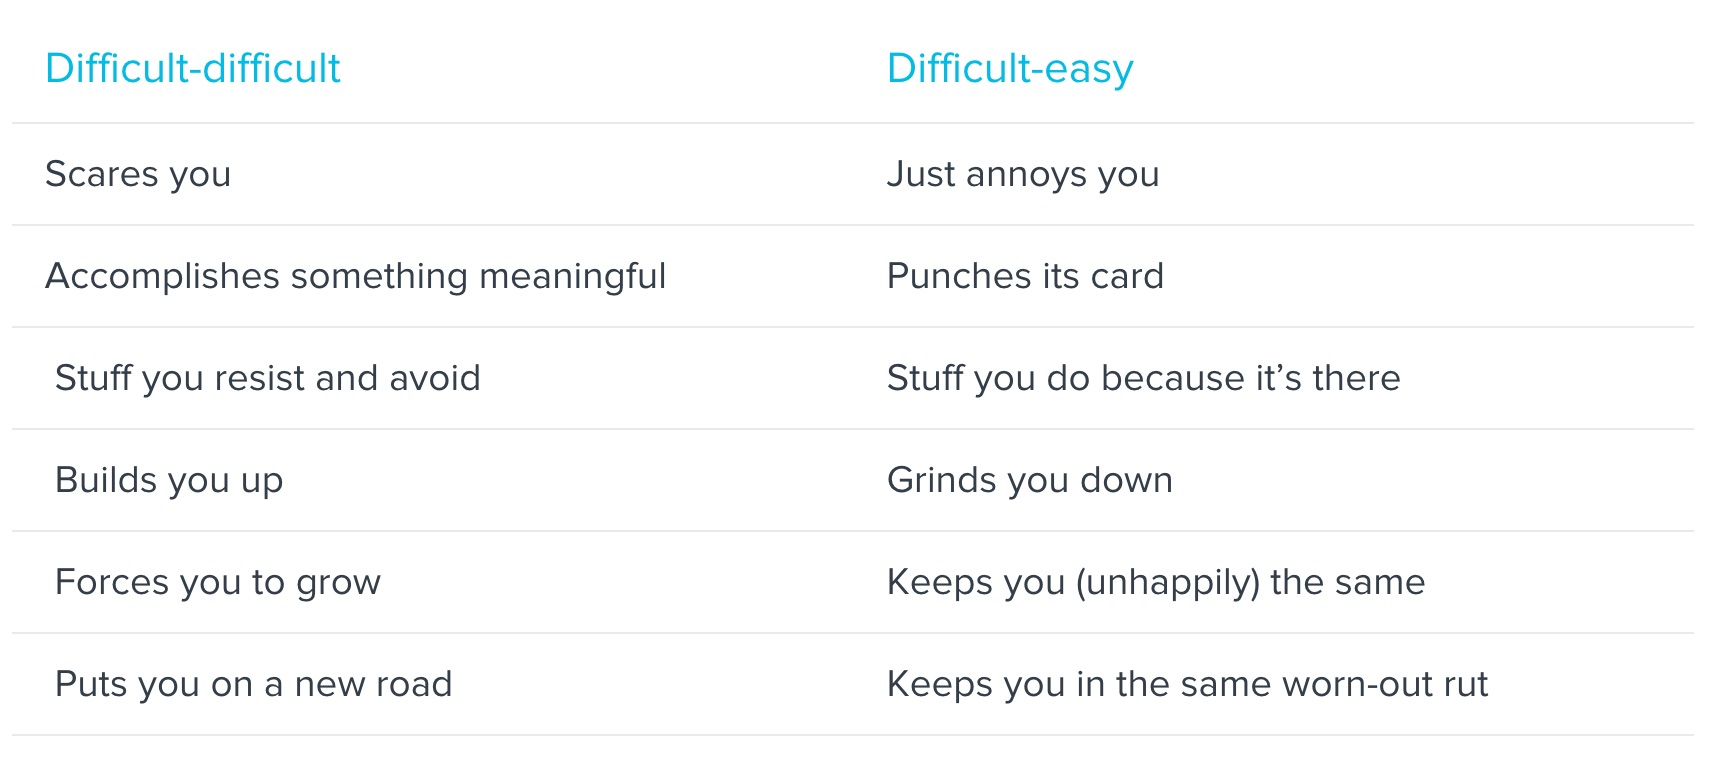 Difficult-difficult Difficult-easy
Scares you Just annoys you
Accomplishes something meaningful Punches its card
Stuff you resist and avoid Stuff you do because it’s there
Builds you up Grinds you down
Forces you to grow Keeps you (unhappily) the same
Puts you on a new road Keeps you in the same worn-out rut